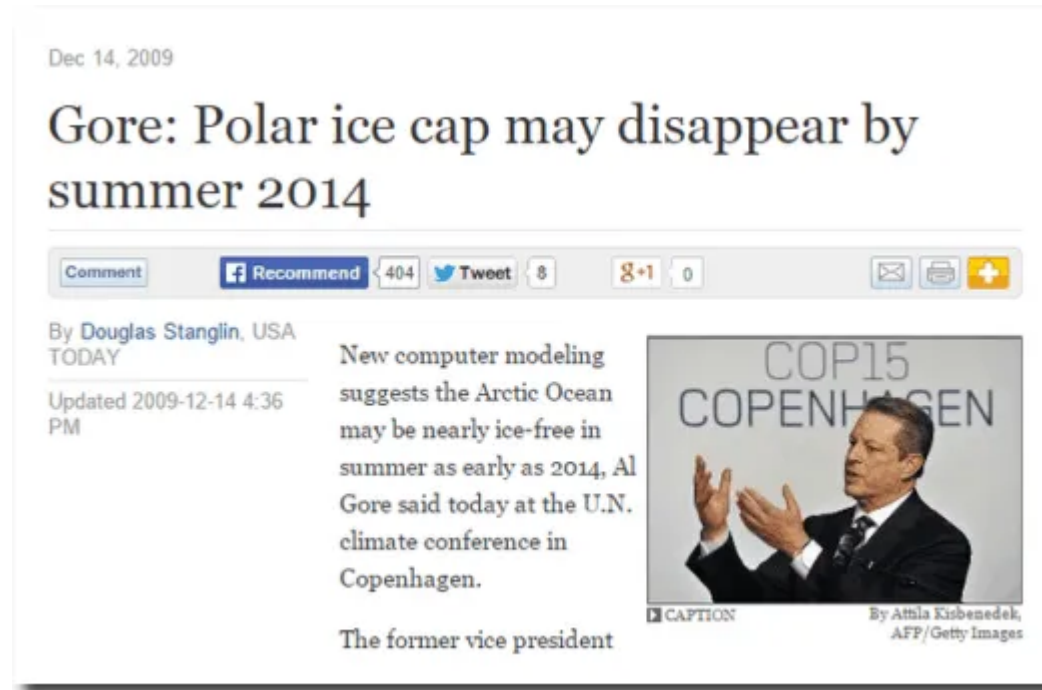 Dec 14, 2009
Gore: Polar ice cap may disappear by
summer 2014
Comment
Recommend 404
Tweet 8
g+1 0
By Douglas Stanglin, USA
TODAY
Updated 2009-12-14 4:36
PM
New computer modeling
suggests the Arctic Ocean
may be nearly ice-free in
summer as early as 2014, Al
Gore said today at the U.N.
climate conference in
Copenhagen.
The former vice president
COP15
COPENHAGEN
CAPTION
By Attila Kisbenedek,
AFP/Getty Images